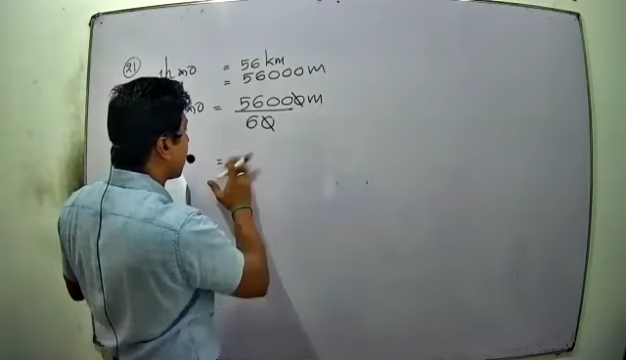 21 = 56 km
= 56000 m
= 56000 m
60
=